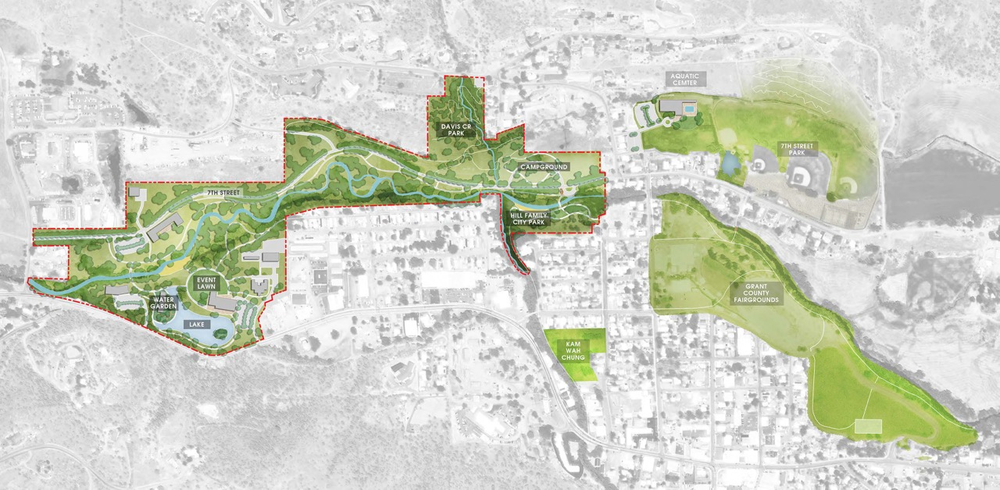 AQUATIC
CEMTER
DAVIS CR
PARK
7TH STREET
PARK
CAMPGROUND
7TH STREET
HILL FAMILY
CITY PARK
EVENT
LAWN
GRANT
COUNTY
FAIRGROUNDS
WATER
GARDEN
LAKE
KAM
WAH
CHUNG